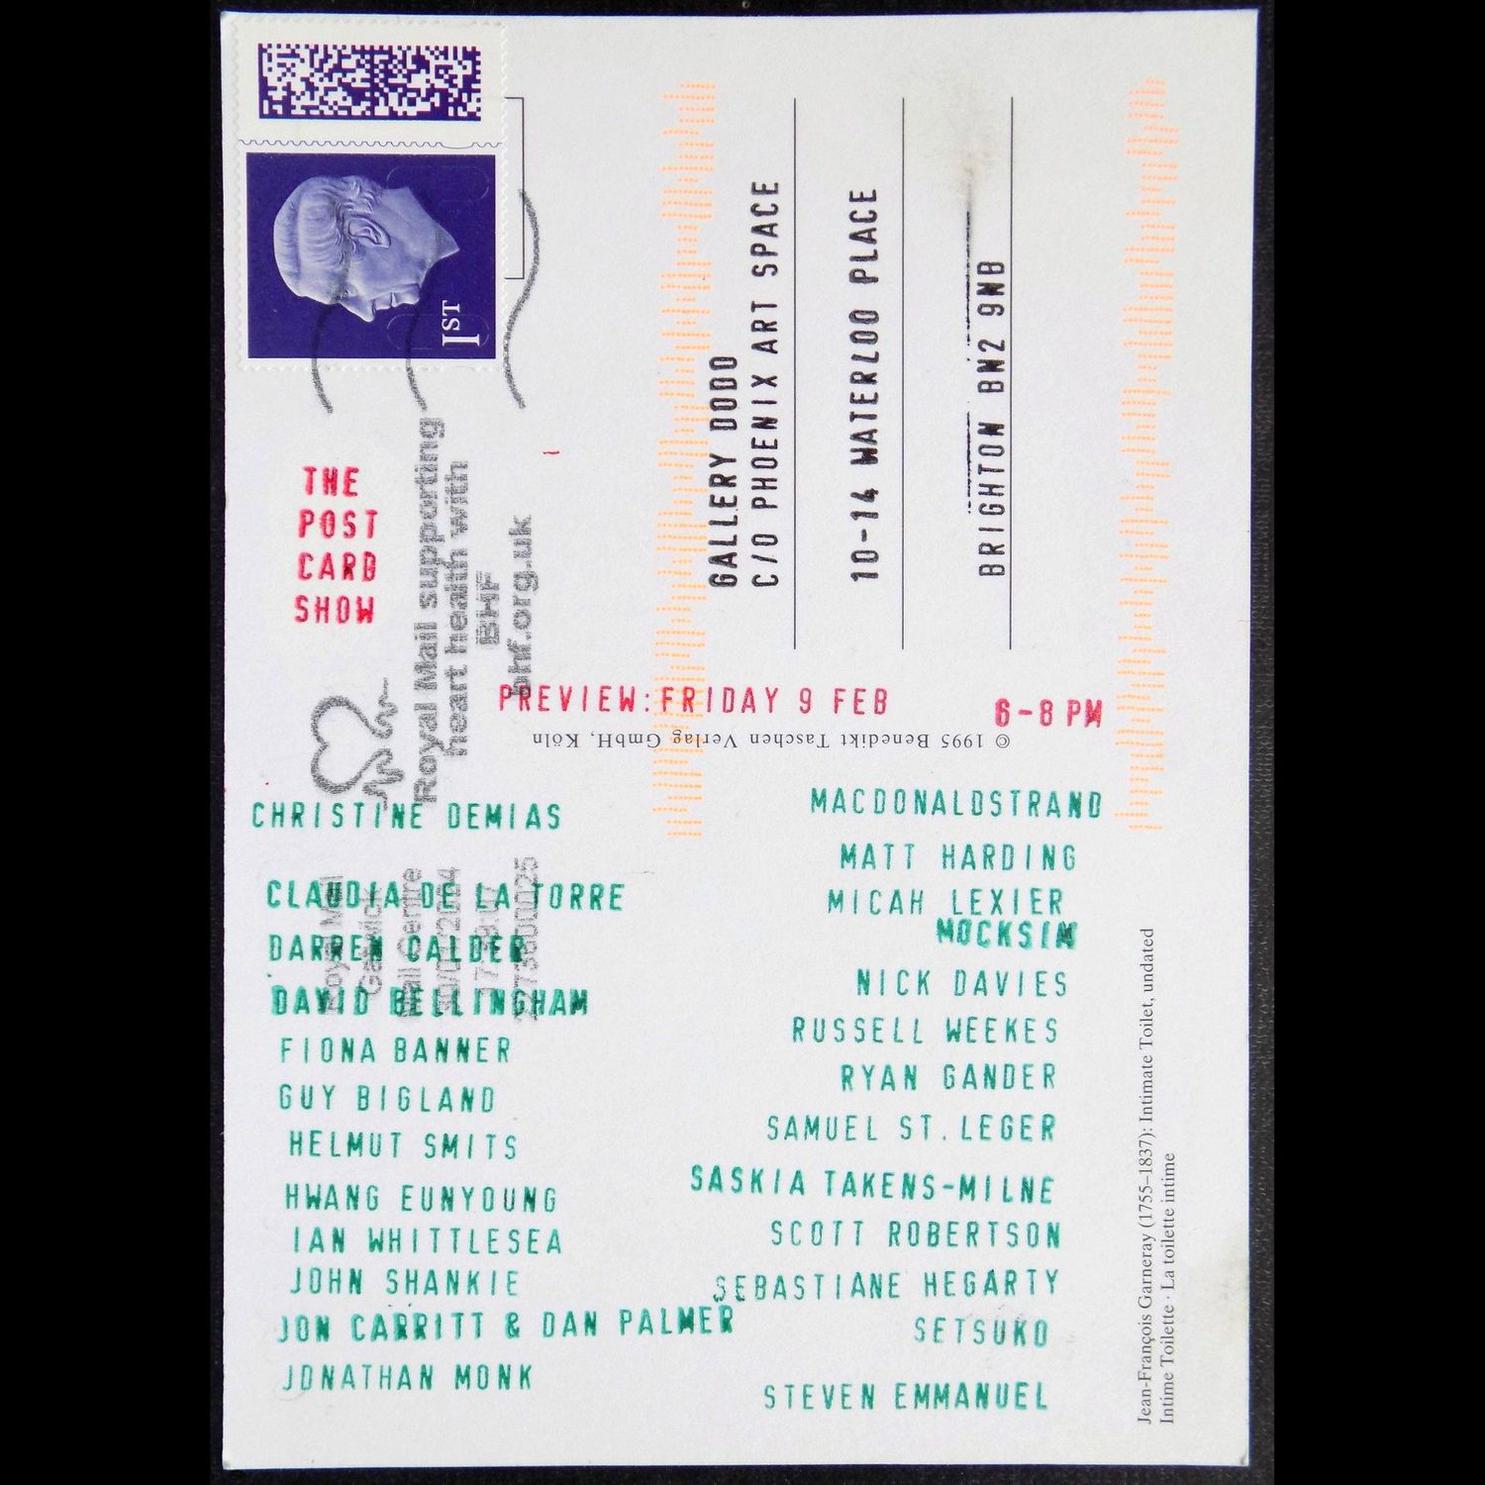 1ST
THE
POST
CARD
SHOW
Royal Mail supporting
heart health with
BHF
bhf.org.uk
GALLERY DODO
C/O PHOENIX ART SPACE
10-14 WATERLOO PLACE
BRIGHTON BN2 9NB
PREVIEW:FRIDAY 9 FEB
6-8 PM
© 1995 Benedikt Taschen Verlag GmbH, Köln
CHRISTINE DEMIAS
CLAUDIA DE LA TORRE
DARREN CALDER
DAVID BELLINGHAM
FIONA BANNER
GUY BIGLAND
HELMUT SMITS
HWANG EUNYOUNG
IAN WHITTLESEA
JOHN SHANKIE
JON CARRITT & DAN PALMER
JONATHAN MONK
MACDONALDSTRAND
MATT HARDING
MICAH LEXIER
MOCKSIM
NICK DAVIES
RUSSELL WEEKES
RYAN GANDER
SAMUEL ST. LEGER
SASKIA TAKENS-MILNE
SCOTT ROBERTSON
SEBASTIANE HEGARTY
SETSUKO
STEVEN EMMANUEL
Royal Mail
Gatwick
Mail Centre
Jean-François Garneray (1755–1837): Intimate Toilet, undated
Intime Toilette · La toilette intime